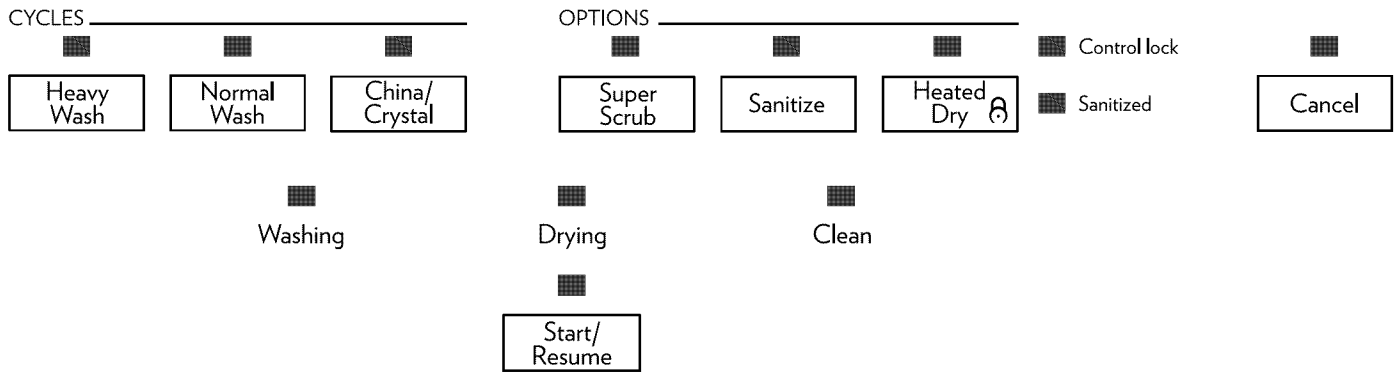 CYCLES
OPTIONS
Control lock
Heavy
Wash
Normal
Wash
China/
Crystal
Super
Scrub
Sanitize
Heated
Dry
Sanitized
Cancel
Washing
Drying
Clean
Start/
Resume